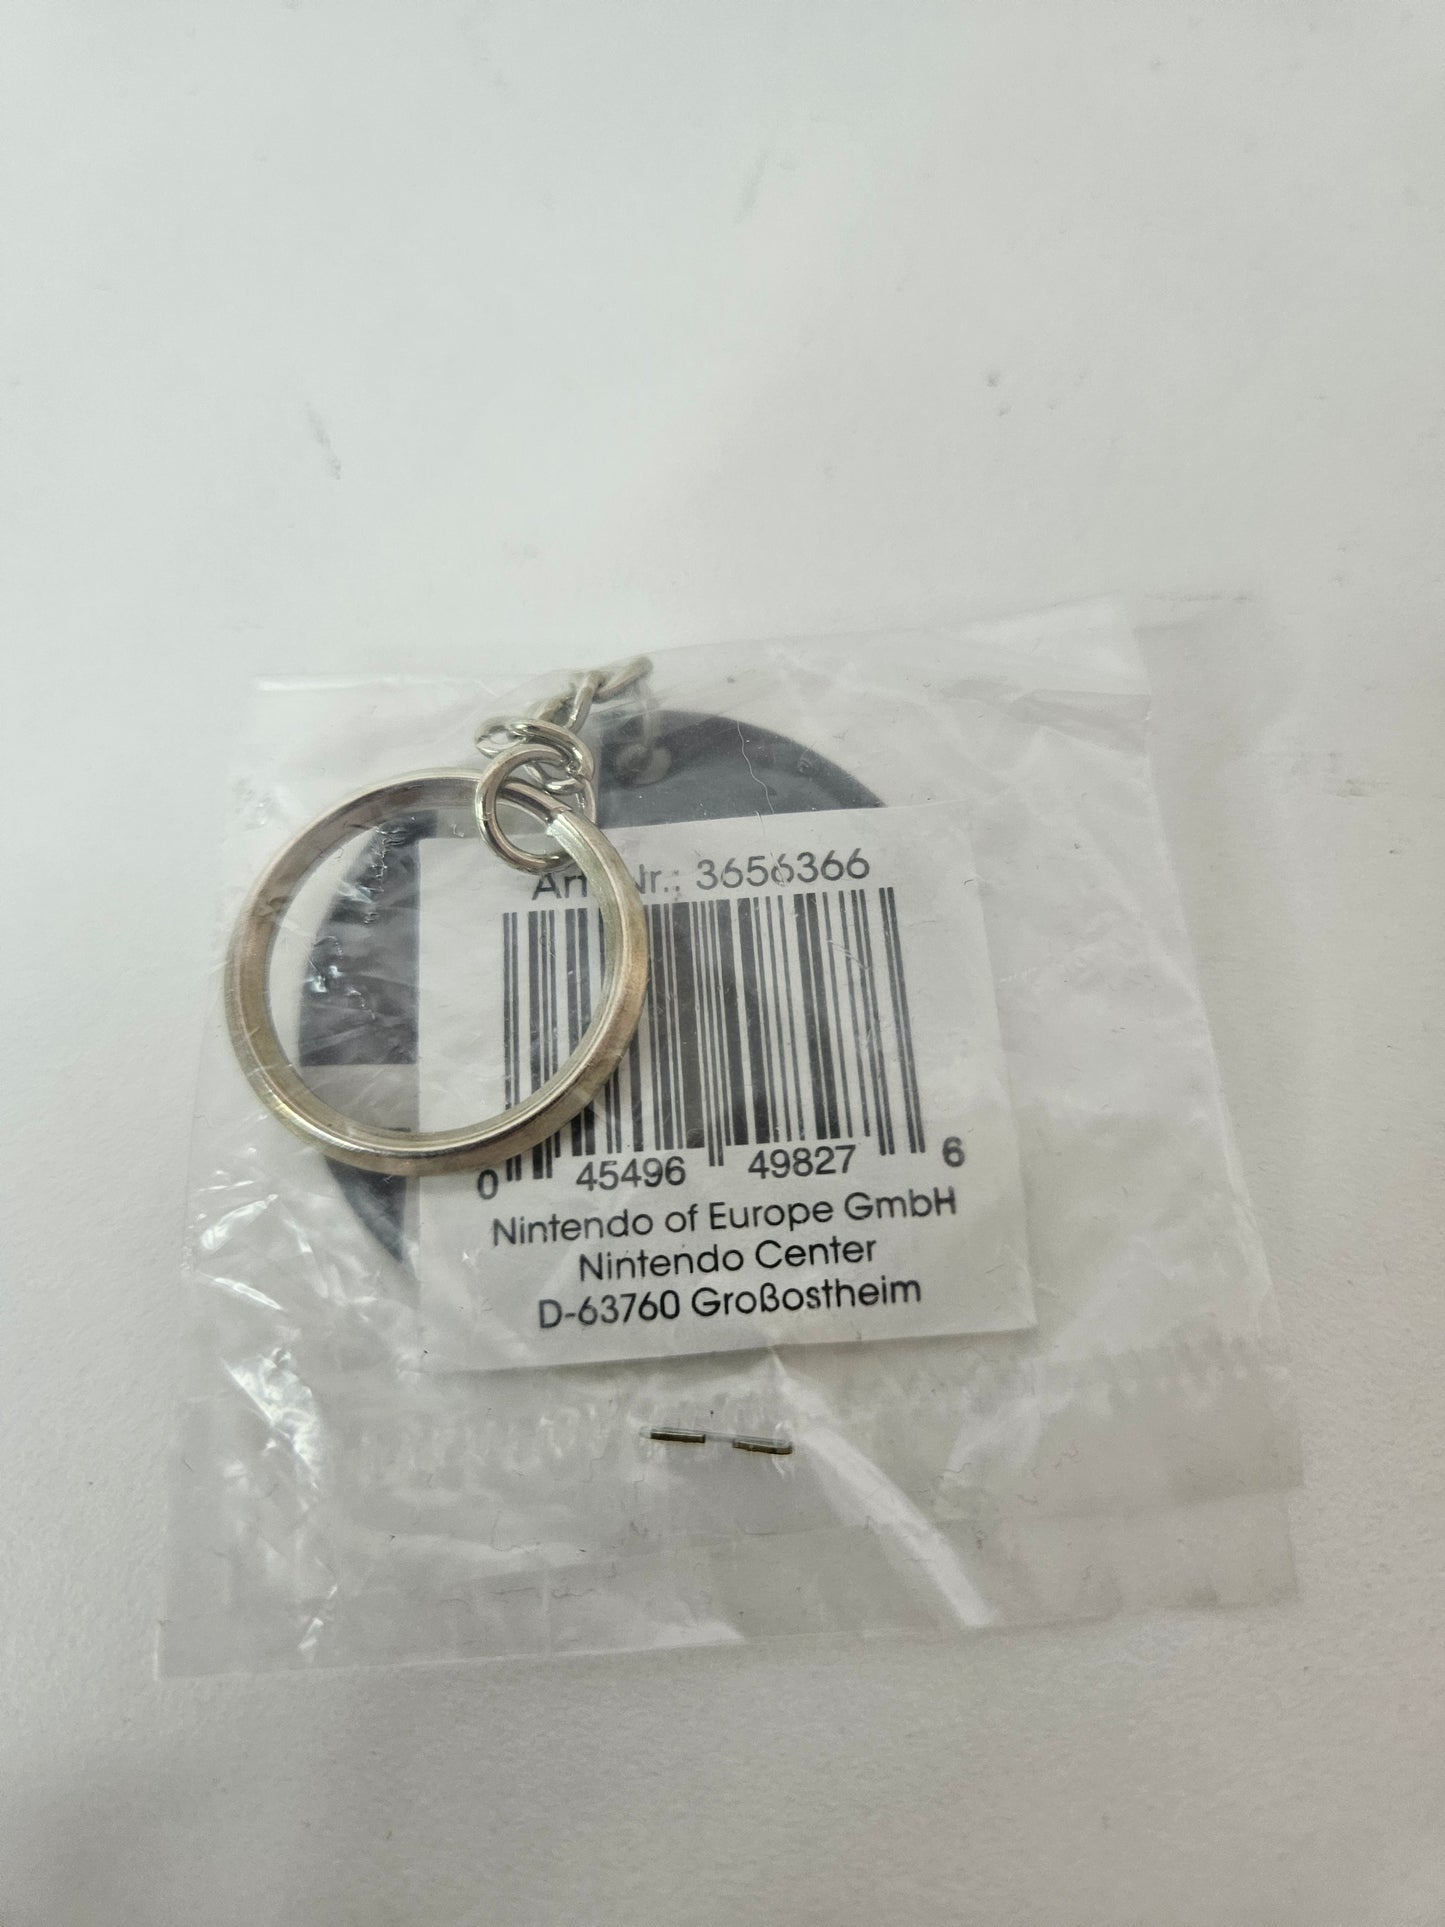 Art. Nr.: 3656366
0 45496 49827 6
Nintendo of Europe GmbH
Nintendo Center
D-63760 Großostheim